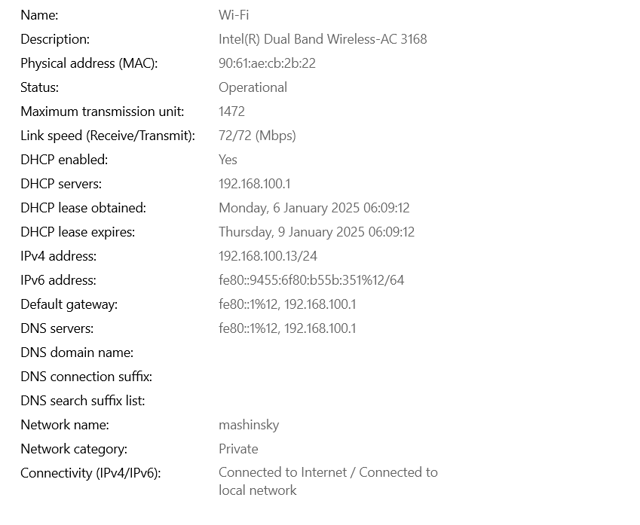 Name: Wi-Fi
Description: Intel(R) Dual Band Wireless-AC 3168
Physical address (MAC): 90:61:ae:cb:2b:22
Status: Operational
Maximum transmission unit: 1472
Link speed (Receive/Transmit): 72/72 (Mbps)
DHCP enabled: Yes
DHCP servers: 192.168.100.1
DHCP lease obtained: Monday, 6 January 2025 06:09:12
DHCP lease expires: Thursday, 9 January 2025 06:09:12
IPv4 address: 192.168.100.13/24
IPv6 address: fe80::9455:6f80:b55b:351%12/64
Default gateway: fe80::1%12, 192.168.100.1
DNS servers: fe80::1%12, 192.168.100.1
DNS domain name:
DNS connection suffix:
DNS search suffix list:
Network name: mashinsky
Network category: Private
Connectivity (IPv4/IPv6): Connected to Internet / Connected to
local network